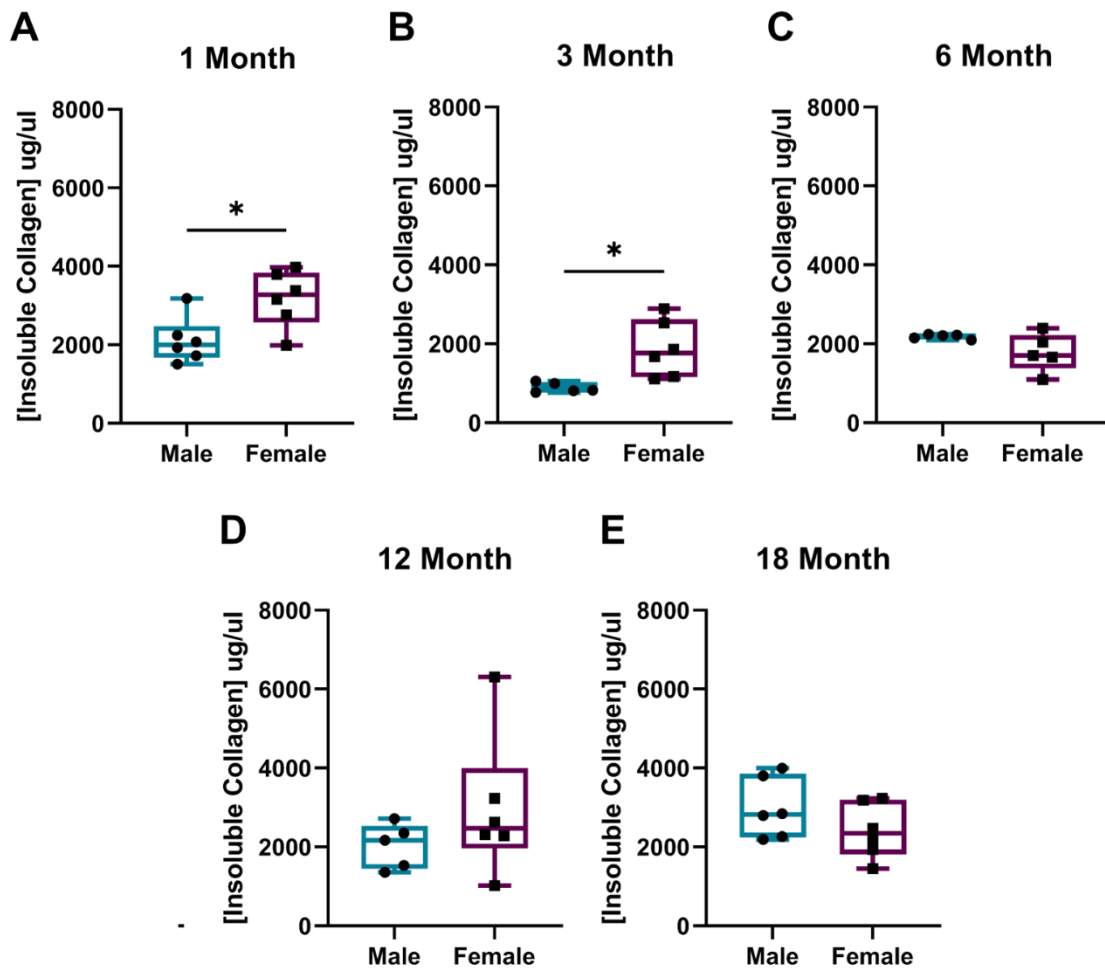 A
1 Month
[Insoluble Collagen] ug/ul
8000
6000
4000
2000
0
*
Male Female
B
3 Month
[Insoluble Collagen] ug/ul
8000
6000
4000
2000
0
*
Male Female
C
6 Month
[Insoluble Collagen] ug/ul
8000
6000
4000
2000
0
Male Female
D
12 Month
[Insoluble Collagen] ug/ul
8000
6000
4000
2000
0
Male Female
E
18 Month
[Insoluble Collagen] ug/ul
8000
6000
4000
2000
0
Male Female
-